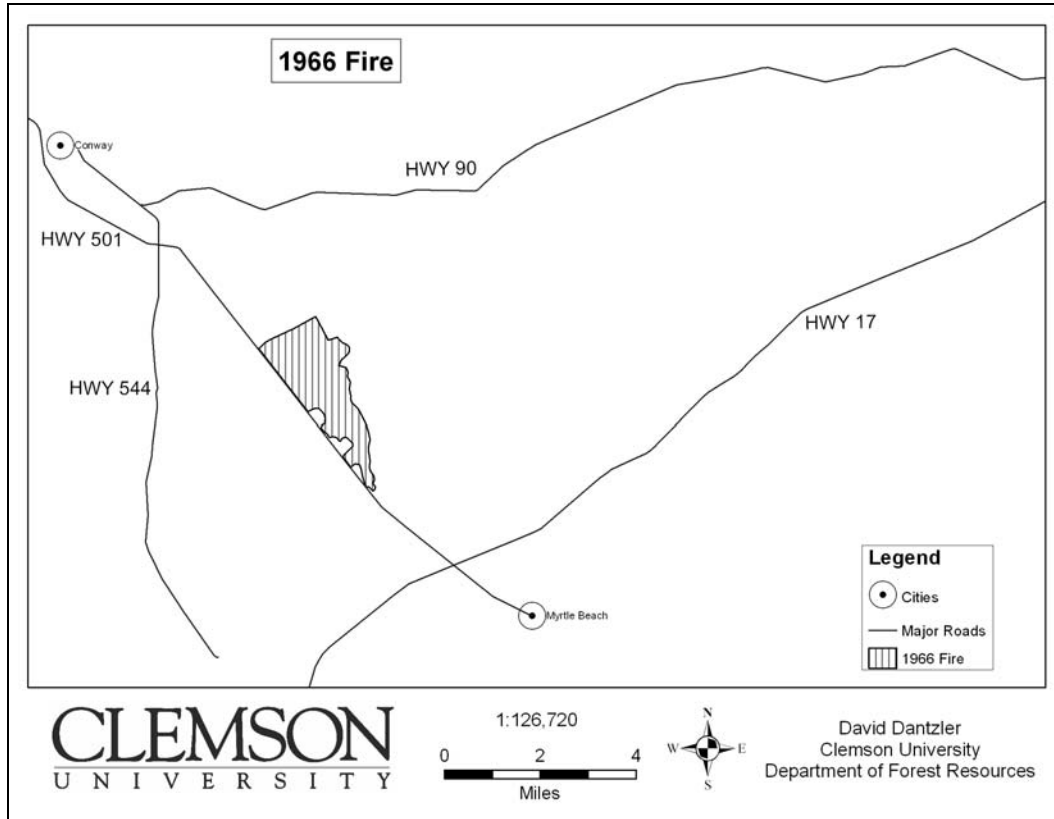 1966 Fire
Conway
HWY 90
HWY 501
HWY 17
HWY 544
Legend
Cities
Myrtle Beach
Major Roads
1966 Fire
CLEMSON
UNIVERSITY
1:126,720
0 2 4
Miles
N
W E
S
David Dantzler
Clemson University
Department of Forest Resources